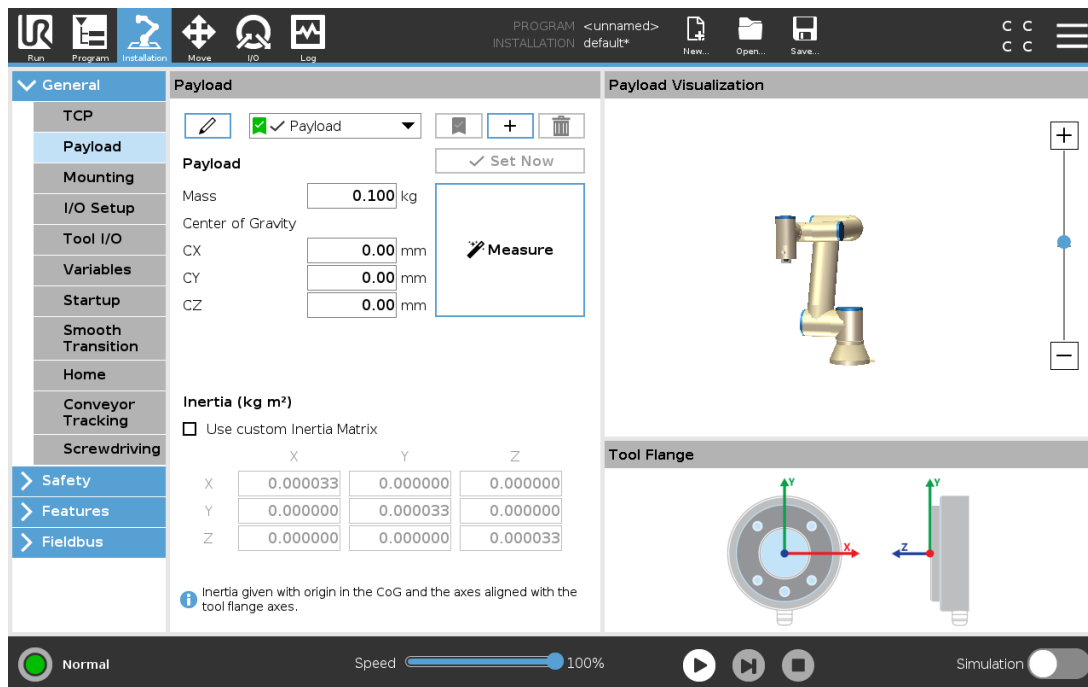 PROGRAM <unnamed>
INSTALLATION default*
C C
C C
Run Program Installation Move I/O Log New... Open... Save...
General
TCP
Payload
Mounting
I/O Setup
Tool I/O
Variables
Startup
Smooth
Transition
Home
Conveyor
Tracking
Screwdriving
Safety
Features
Fieldbus
Payload
Payload
Payload
Set Now
Mass 0.100 kg
Center of Gravity
CX 0.00 mm
CY 0.00 mm
CZ 0.00 mm
Measure
Inertia (kg m²)
Use custom Inertia Matrix
X Y Z
X 0.000033 0.000000 0.000000
Y 0.000000 0.000033 0.000000
Z 0.000000 0.000000 0.000033
Inertia given with origin in the CoG and the axes aligned with the
tool flange axes.
Payload Visualization
Tool Flange
Y Y
X Z
Normal
Speed 100%
Simulation